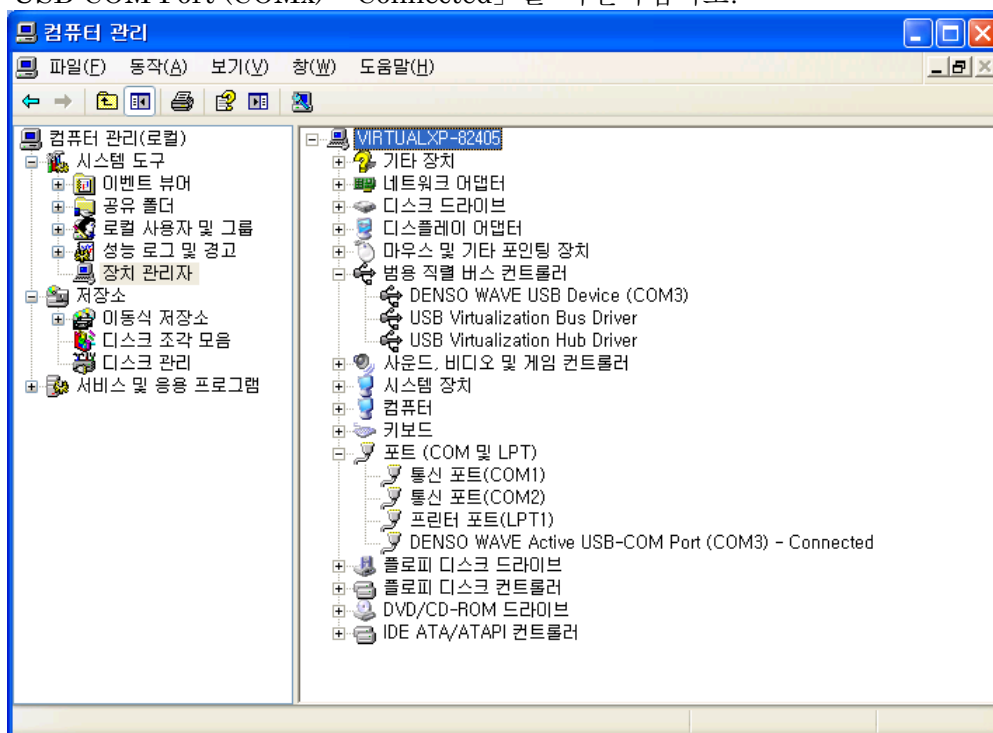 USB-COM Port (COMx) - Connected」을
컴퓨터 관리
파일(F) 동작(A) 보기(V) 창(W) 도움말(H)
컴퓨터 관리(로컬)
시스템 도구
이벤트 뷰어
공유 폴더
로컬 사용자 및 그룹
성능 로그 및 경고
장치 관리자
저장소
이동식 저장소
디스크 조각 모음
디스크 관리
서비스 및 응용 프로그램
VIRTUALXP-82405
기타 장치
네트워크 어댑터
디스크 드라이브
디스플레이 어댑터
마우스 및 기타 포인팅 장치
범용 직렬 버스 컨트롤러
DENSO WAVE USB Device (COM3)
USB Virtualization Bus Driver
USB Virtualization Hub Driver
사운드, 비디오 및 게임 컨트롤러
시스템 장치
컴퓨터
키보드
포트 (COM 및 LPT)
통신 포트(COM1)
통신 포트(COM2)
프린터 포트(LPT1)
DENSO WAVE Active USB-COM Port (COM3) - Connected
플로피 디스크 드라이브
플로피 디스크 컨트롤러
DVD/CD-ROM 드라이브
IDE ATA/ATAPI 컨트롤러